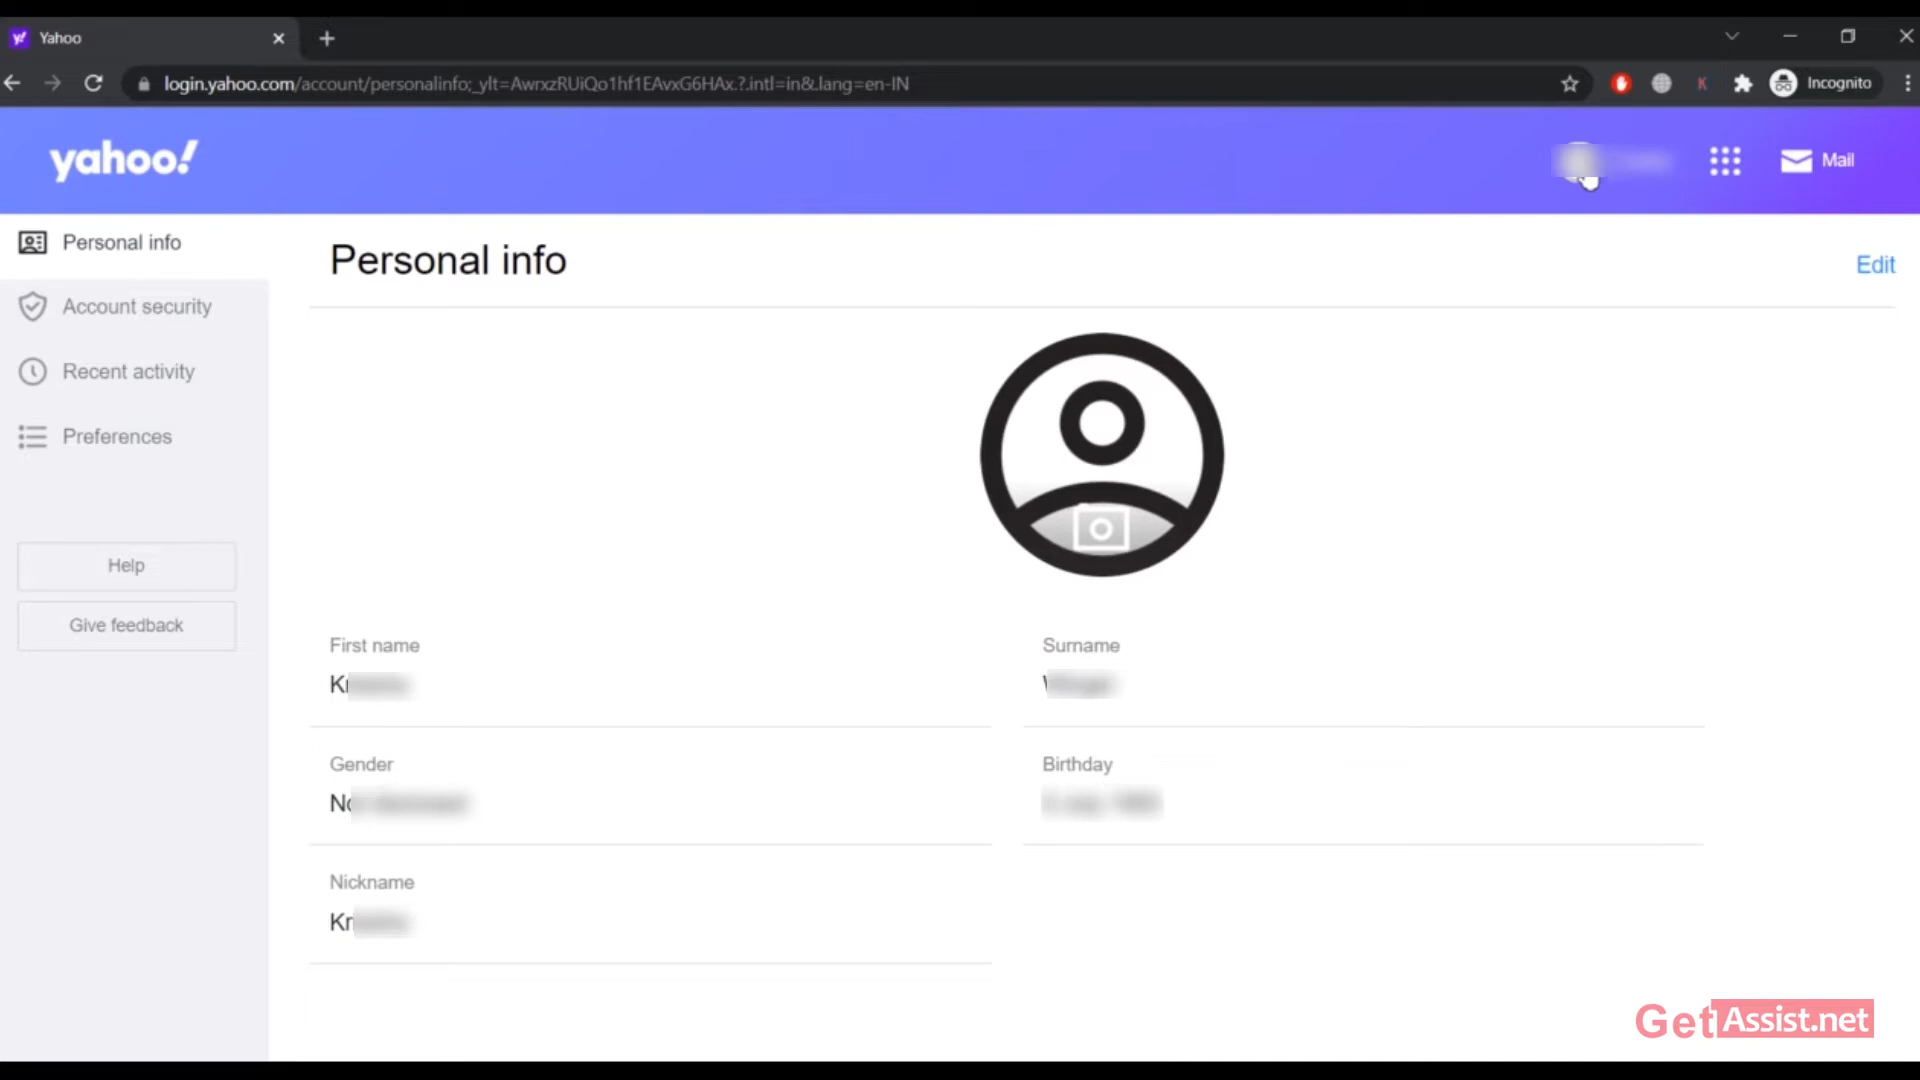 Yahoo
login.yahoo.com/account/personalinfo;_ylt=AwrxzRUiQo1hf1EAvxG6HAx.?.intl=in&.lang=en-IN
K
Incognito
yahoo!
Mail
Personal info
Account security
Recent activity
Preferences
Help
Give feedback
Personal info
Edit
First name
Surname
Gender
Birthday
Nickname
GetAssist.net